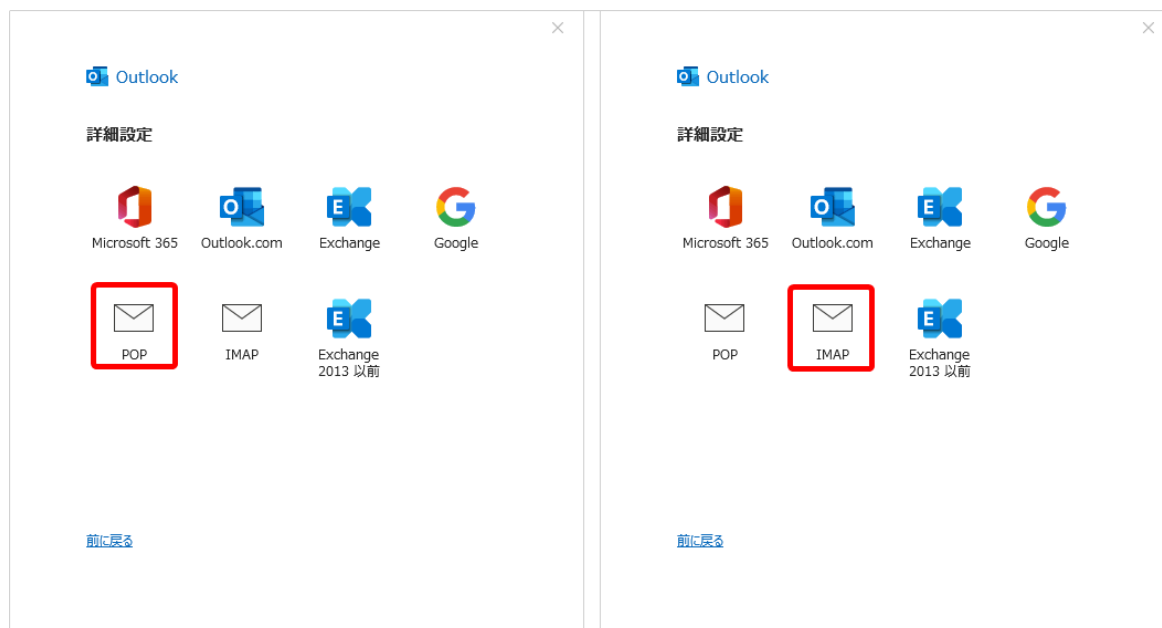 Outlook
詳細設定
Microsoft 365
Outlook.com
Exchange
Google
POP
IMAP
Exchange
2013 以前
前に戻る
Outlook
詳細設定
Microsoft 365
Outlook.com
Exchange
Google
POP
IMAP
Exchange
2013 以前
前に戻る